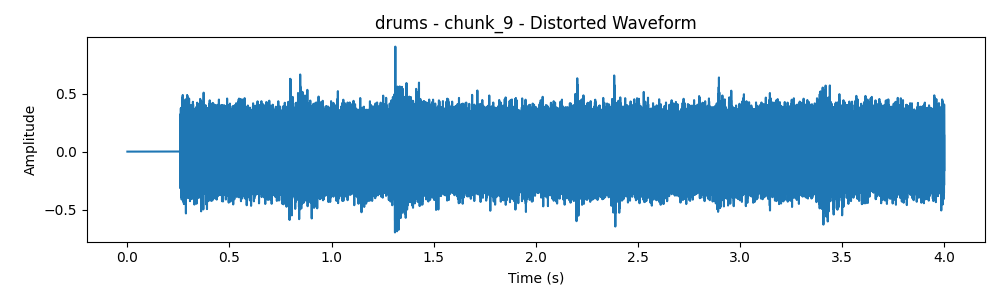 drums - chunk_9 - Distorted Waveform
Amplitude
0.5
0.0
−0.5
0.0 0.5 1.0 1.5 2.0 2.5 3.0 3.5 4.0
Time (s)